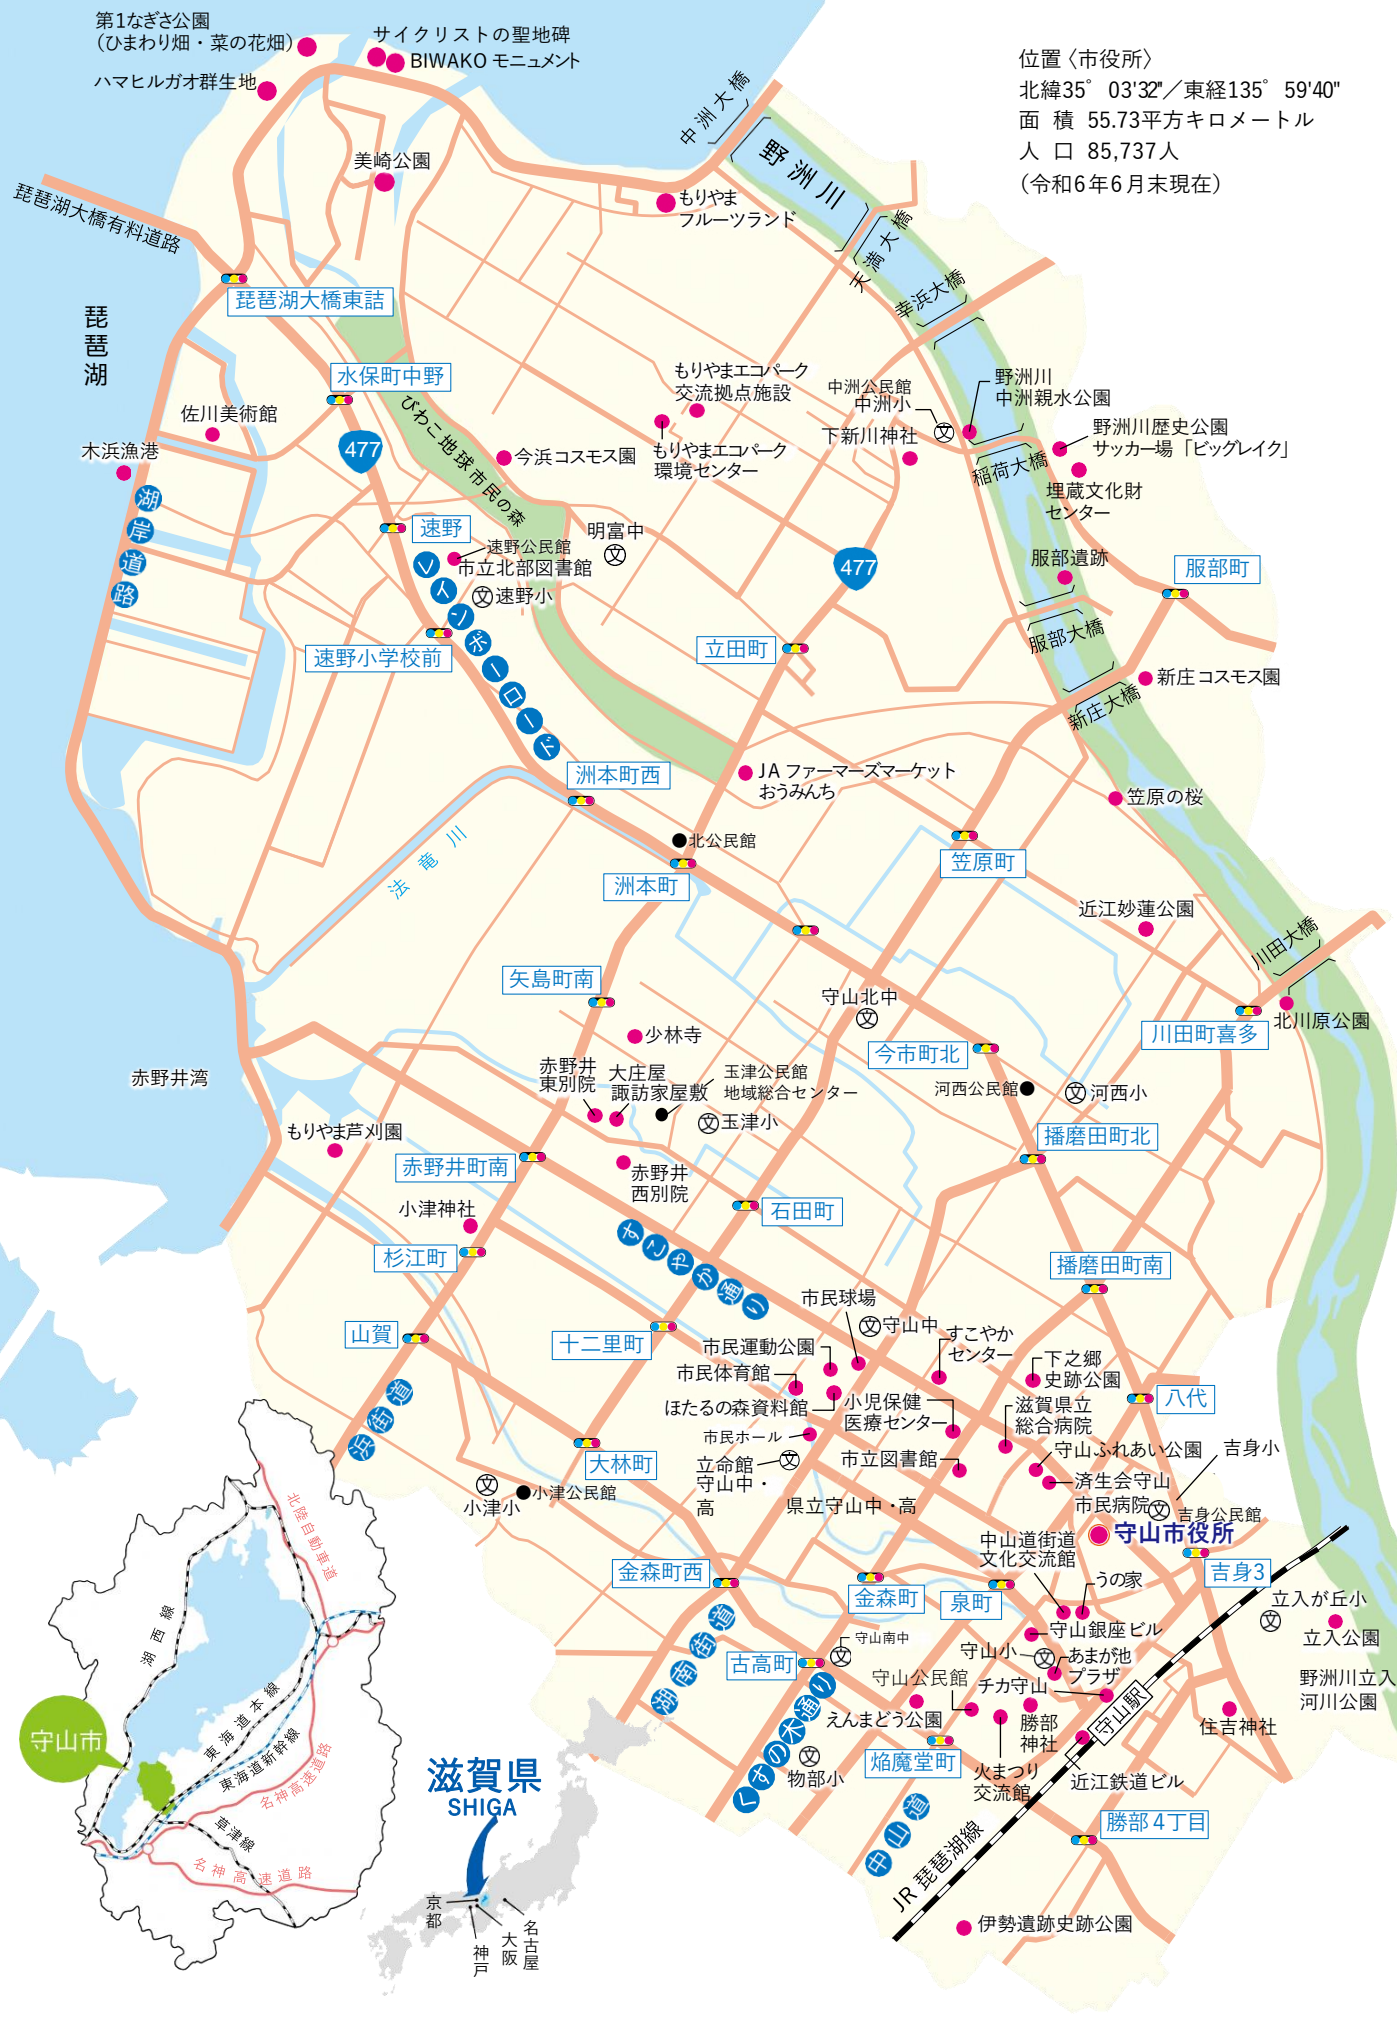 第1なぎさ公園
（ひまわり畑・菜の花畑）
サイクリストの聖地碑
BIWAKO モニュメント
ハマヒルガオ群生地
位置〈市役所〉
北緯35°03'32"／東経135°59'40"
面 積 55.73平方キロメートル
人 口 85,737人
（令和6年6月末現在）
中洲大橋
野洲川
美崎公園
もりやま
フルーツランド
琵琶湖大橋有料道路
天満大橋
幸浜大橋
琵琶湖大橋東詰
琵琶湖
水保町中野
もりやまエコパーク
交流拠点施設
中洲公民館
中洲小
文
野洲川
中洲親水公園
佐川美術館
びわこ地球市民の森
木浜漁港
477
今浜コスモス園
もりやまエコパーク
環境センター
下新川神社
稲荷大橋
野洲川歴史公園
サッカー場「ビッグレイク」
埋蔵文化財
センター
湖岸道路
速野
速野公民館
市立北部図書館
明富中
文
文 速野小
477
服部遺跡
服部町
レインボーロード
速野小学校前
立田町
服部大橋
新庄コスモス園
新庄大橋
洲本町西
JA ファーマーズマーケット
おうみんち
笠原の桜
法竜川
北公民館
洲本町
笠原町
近江妙蓮公園
川田大橋
矢島町南
守山北中
文
北川原公園
川田町喜多
少林寺
今市町北
赤野井湾
赤野井
東別院
大庄屋
諏訪家屋敷
玉津公民館
地域総合センター
河西公民館
文 河西小
文 玉津小
もりやま芦刈園
赤野井町南
赤野井
西別院
播磨田町北
小津神社
石田町
杉江町
すこやか通り
播磨田町南
市民球場
文 守山中
すこやか
センター
山賀
十二里町
市民運動公園
市民体育館
下之郷
史跡公園
八代
浜街道
ほたるの森資料館
小児保健
医療センター
滋賀県立
総合病院
市民ホール
守山ふれあい公園
吉身小
大林町
立命館
守山中・
高
文
市立図書館
済生会守山
市民病院
文
文
小津小
小津公民館
県立守山中・高
吉身公民館
守山市役所
中山道街道
文化交流館
金森町西
金森町
泉町
うの家
吉身3
立入が丘小
文
湖南街道
守山銀座ビル
立入公園
守山南中
文
守山小
文
あまが池
プラザ
古高町
守山公民館
チカ守山
野洲川立入
河川公園
えんまどう公園
勝部
神社
守山駅
住吉神社
くすのき通り
文
物部小
焔魔堂町
火まつり
交流館
近江鉄道ビル
中山道
勝部4丁目
JR 琵琶湖線
伊勢遺跡史跡公園
北陸自動車道
湖西線
東海道本線
東海道新幹線
名神高速道路
守山市
草津線
名神高速道路
滋賀県
SHIGA
京都
神戸
大阪
名古屋